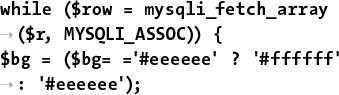 while ($row = mysqli_fetch_array
→($r, MYSQLI_ASSOC)) {
$bg = ($bg= ='#eeeeee' ? '#ffffff'
→: '#eeeeee');